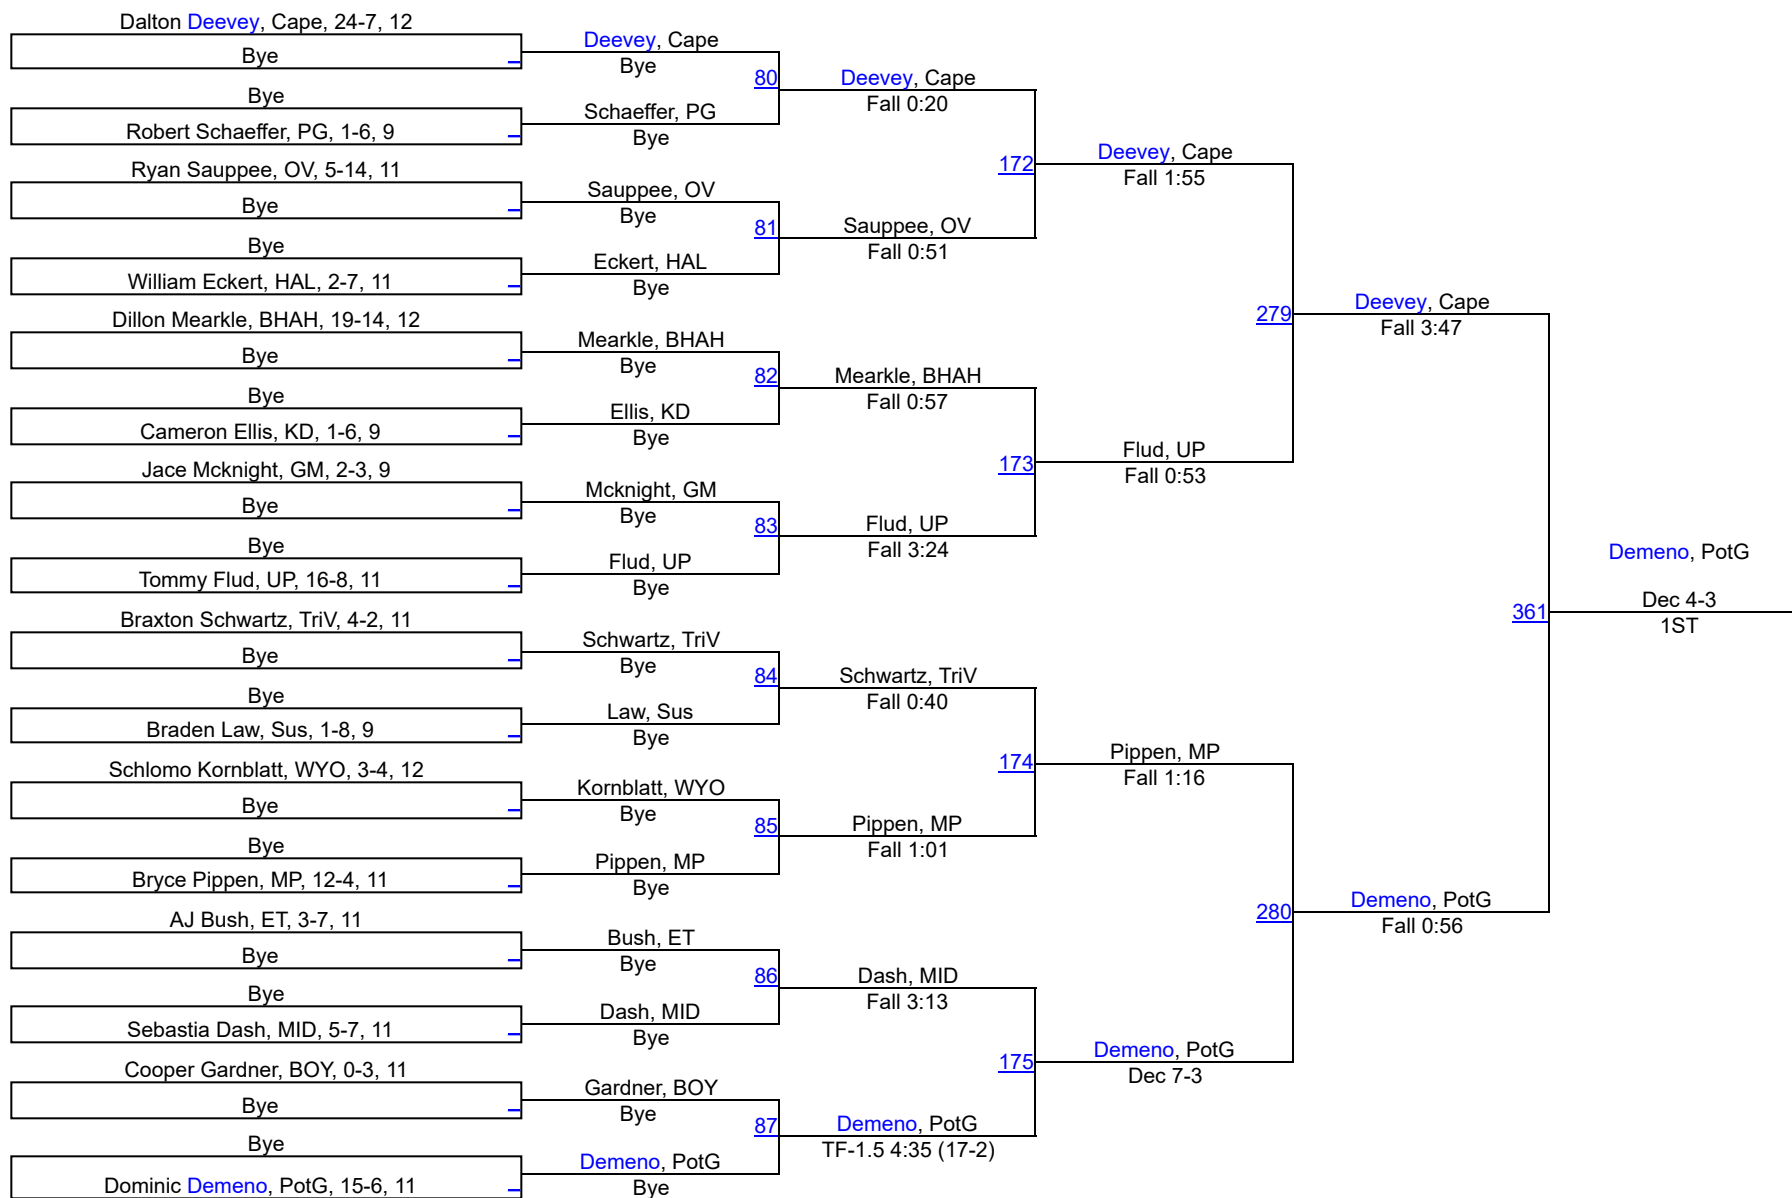 Dalton Deevey, Cape, 24-7, 12
Bye
Bye
Robert Schaeffer, PG, 1-6, 9
Ryan Sauppee, OV, 5-14, 11
Bye
Bye
William Eckert, HAL, 2-7, 11
Dillon Mearkle, BHAH, 19-14, 12
Bye
Bye
Cameron Ellis, KD, 1-6, 9
Jace Mcknight, GM, 2-3, 9
Bye
Bye
Tommy Flud, UP, 16-8, 11
Braxton Schwartz, TriV, 4-2, 11
Bye
Bye
Braden Law, Sus, 1-8, 9
Schlomo Kornblatt, WYO, 3-4, 12
Bye
Bye
Bryce Pippen, MP, 12-4, 11
AJ Bush, ET, 3-7, 11
Bye
Bye
Sebastia Dash, MID, 5-7, 11
Cooper Gardner, BOY, 0-3, 11
Bye
Bye
Dominic Demeno, PotG, 15-6, 11
Deevey, Cape
Bye
80
Schaeffer, PG
Bye
Sauppee, OV
Bye
81
Eckert, HAL
Bye
Mearkle, BHAH
Bye
82
Ellis, KD
Bye
Mcknight, GM
Bye
83
Flud, UP
Bye
Schwartz, TriV
Bye
84
Law, Sus
Bye
Kornblatt, WYO
Bye
85
Pippen, MP
Bye
Bush, ET
Bye
86
Dash, MID
Bye
Gardner, BOY
Bye
87
Demeno, PotG
Bye
Deevey, Cape
Fall 0:20
172
Sauppee, OV
Fall 0:51
Mearkle, BHAH
Fall 0:57
173
Flud, UP
Fall 3:24
Schwartz, TriV
Fall 0:40
174
Pippen, MP
Fall 1:01
Dash, MID
Fall 3:13
175
Demeno, PotG
TF-1.5 4:35 (17-2)
Deevey, Cape
Fall 1:55
279
Flud, UP
Fall 0:53
Pippen, MP
Fall 1:16
280
Demeno, PotG
Dec 7-3
Deevey, Cape
Fall 3:47
361
Demeno, PotG
Fall 0:56
Demeno, PotG
Dec 4-3
1ST